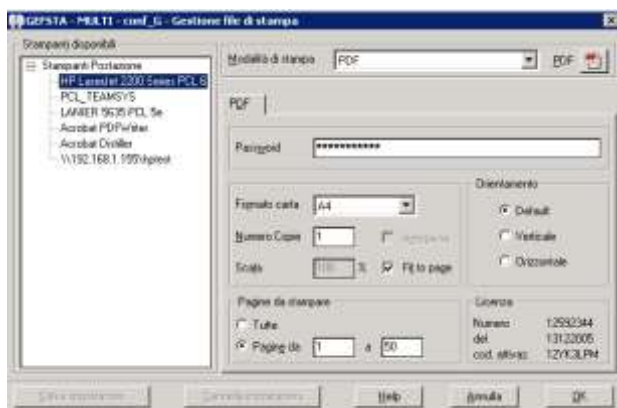 GEFSTA - MULTI - conf_G - Gestione file di stampa
Stampanti disponibili
Stampanti Postazione
HP LaserJet 2200 Series PCL 6
PCL_TEAMSYS
LANIER 5635 PCL 5e
Acrobat PDFWriter
Acrobat Distiller
\\192.168.1.155\hptest
Modalità di stampa PDF PDF
PDF
Password ***********
Formato carta A4
Numero Copie 1
Scala 100 % Fit to page
Orientamento
Default
Verticale
Orizzontale
Pagine da stampare
Tutte
Pagine da 1 a 50
Licenza
Numero 12592344
del 13122005
cod. attivaz
Help Annulla OK